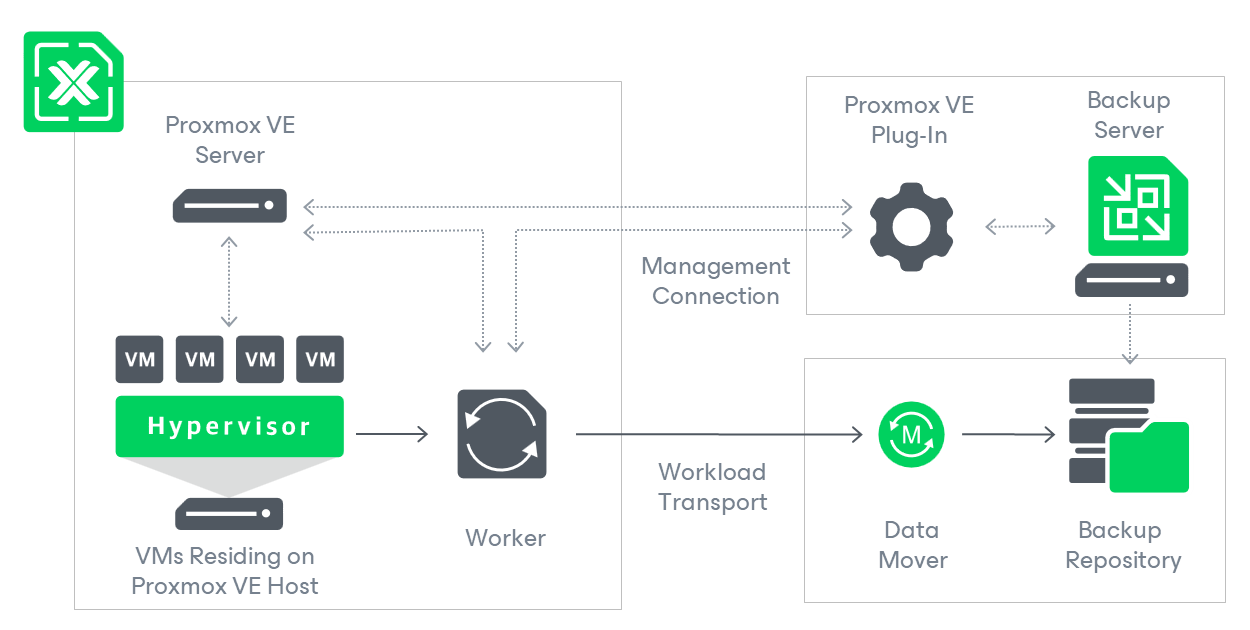 Proxmox VE
Server
Proxmox VE
Plug-In
Backup
Server
Management
Connection
VM
VM
VM
VM
Hypervisor
VMs Residing on
Proxmox VE Host
Worker
Workload
Transport
M
Data
Mover
Backup
Repository